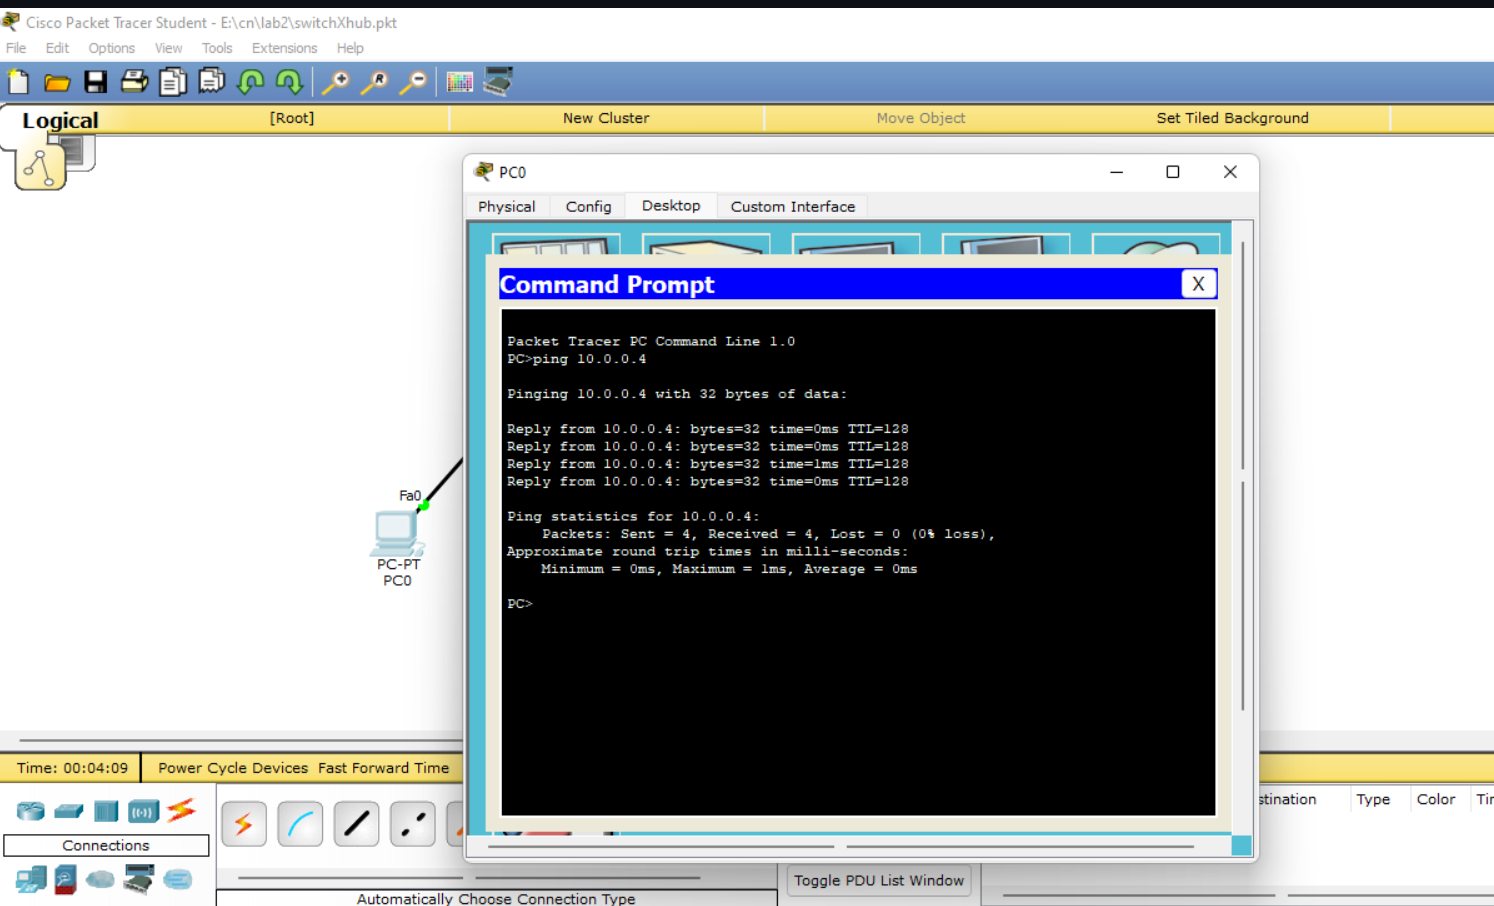 Cisco Packet Tracer Student - E:\cn\lab2\switchXhub.pkt
File Edit Options View Tools Extensions Help
Logical [Root] New Cluster Move Object Set Tiled Background
PC0
Physical Config Desktop Custom Interface
Command Prompt X
Packet Tracer PC Command Line 1.0
PC>ping 10.0.0.4
Pinging 10.0.0.4 with 32 bytes of data:
Reply from 10.0.0.4: bytes=32 time=0ms TTL=128
Reply from 10.0.0.4: bytes=32 time=0ms TTL=128
Reply from 10.0.0.4: bytes=32 time=1ms TTL=128
Reply from 10.0.0.4: bytes=32 time=0ms TTL=128
Ping statistics for 10.0.0.4:
Packets: Sent = 4, Received = 4, Lost = 0 (0% loss),
Approximate round trip times in milli-seconds:
Minimum = 0ms, Maximum = 1ms, Average = 0ms
PC>
Fa0
PC-PT
PC0
Time: 00:04:09 Power Cycle Devices Fast Forward Time
stination Type Color Tir
Connections
Toggle PDU List Window
Automatically Choose Connection Type